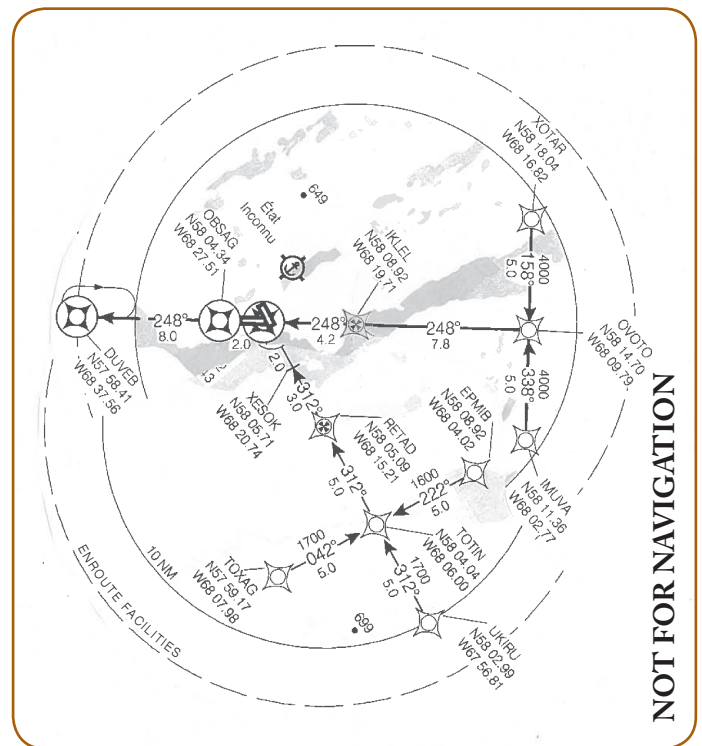 XOTAR
N58 18.04
W68 16.82
649
État
Inconnu
OBSAG
N58 04.34
W68 27.51
IKLEL
N58 08.92
W68 19.71
4000
158°
5.0
OVOTO
N58 14.70
W68 09.79
248°
8.0
2.0
248°
4.2
248°
7.8
DUVEB
N57 58.41
W68 37.56
2.0
312°
3.0
XESOK
N58 05.71
W68 20.74
RETAD
N58 05.09
W68 15.21
EPMIB
N58 08.92
W68 04.02
4000
338°
5.0
IMUVA
N58 11.36
W68 02.77
312°
5.0
1600
222°
5.0
TOTIN
N58 04.04
W68 06.00
1700
042°
5.0
TOXAG
N57 59.17
W68 07.98
1700
312°
5.0
UKIRU
N58 02.99
W67 56.81
699
10 NM
ENROUTE FACILITIES
NOT FOR NAVIGATION